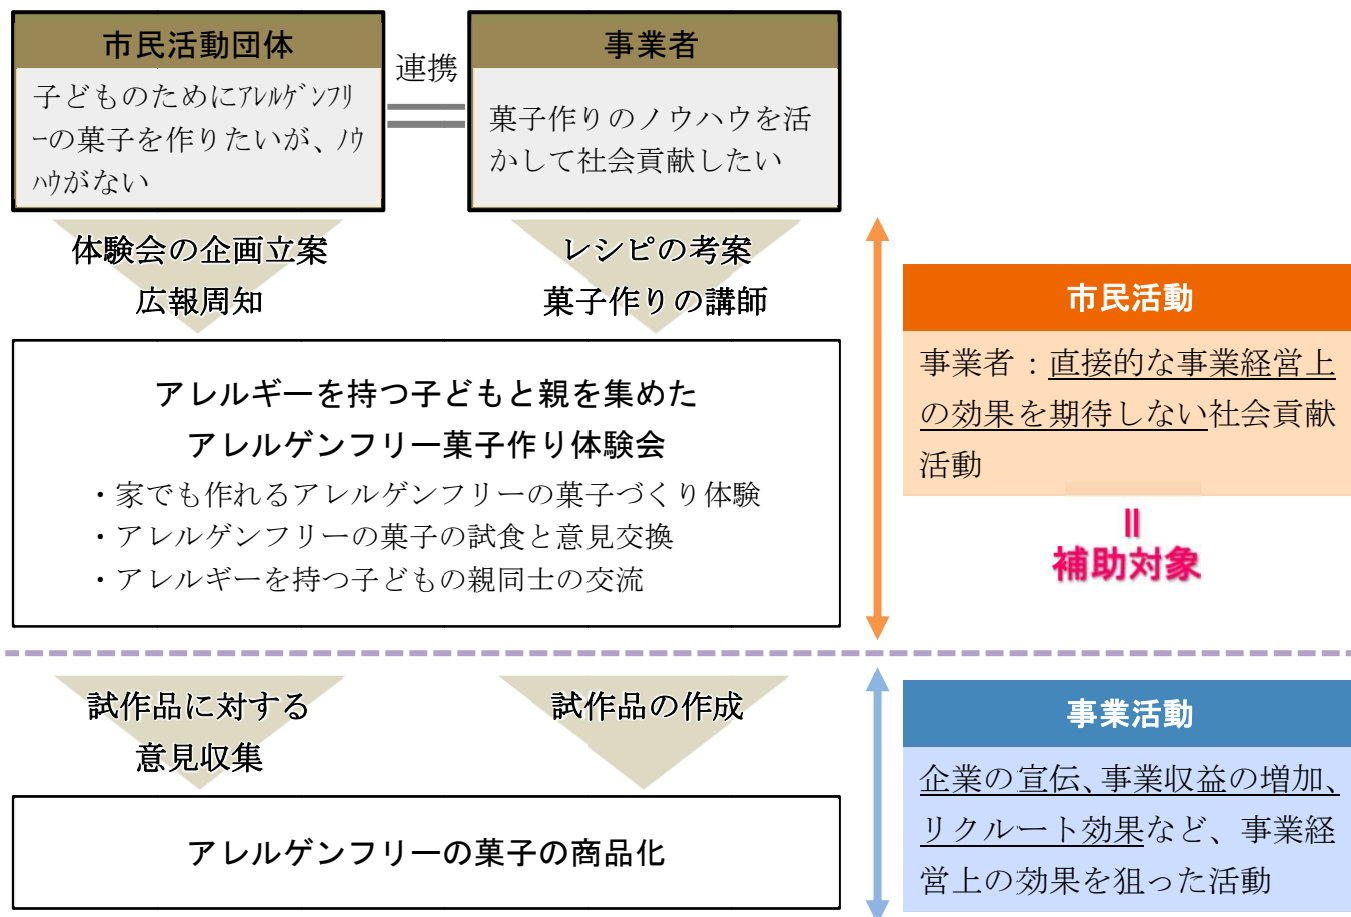 市民活動団体
子どものためにｱﾚﾙｹﾞﾝﾌﾘ
ｰの菓子を作りたいが、ﾉｳ
ﾊｳがない
連携
事業者
菓子作りのノウハウを活
かして社会貢献したい
体験会の企画立案
広報周知
レシピの考案
菓子作りの講師
アレルギーを持つ子どもと親を集めた
アレルゲンフリー菓子作り体験会
・家でも作れるアレルゲンフリーの菓子づくり体験
・アレルゲンフリーの菓子の試食と意見交換
・アレルギーを持つ子どもの親同士の交流
市民活動
事業者：直接的な事業経営上
の効果を期待しない社会貢献
活動
＝
補助対象
試作品に対する
意見収集
試作品の作成
アレルゲンフリーの菓子の商品化
事業活動
企業の宣伝、事業収益の増加、
リクルート効果など、事業経
営上の効果を狙った活動